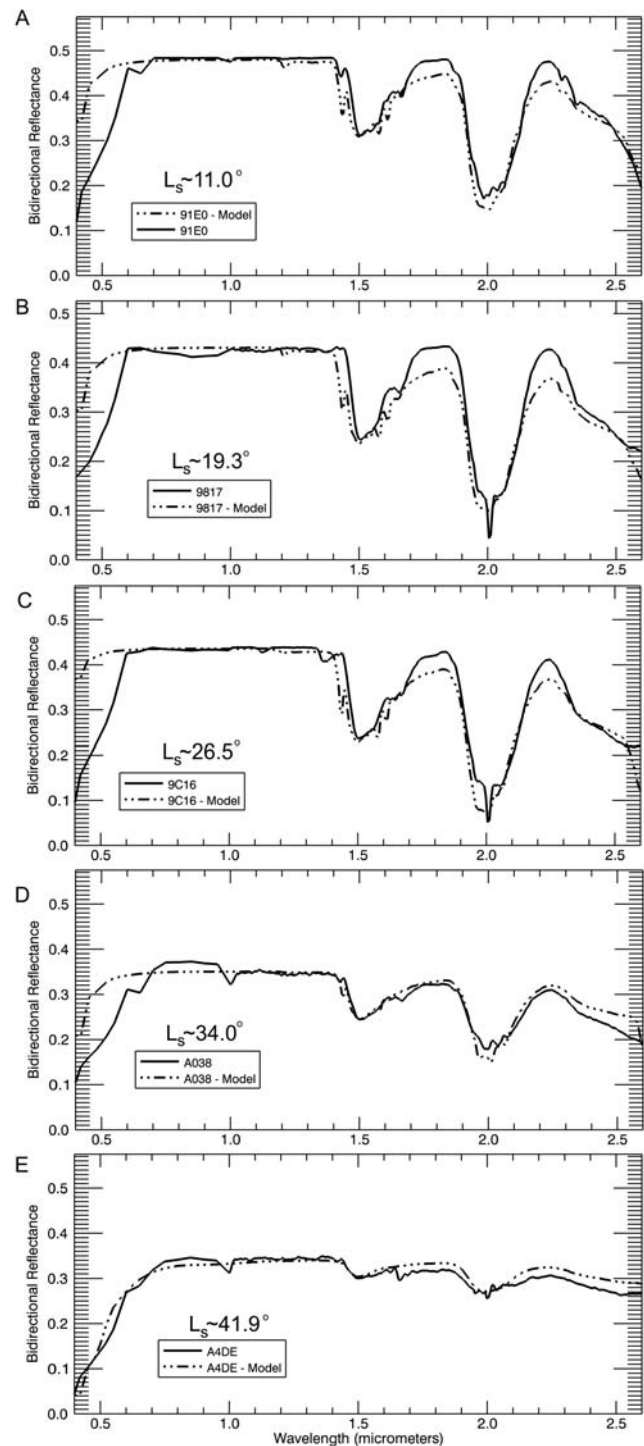 A
Bidirectional Reflectance
0.5
0.4
0.3
0.2
0.1
0.0
Ls~11.0°
91E0 - Model
91E0
0.5 1.0 1.5 2.0 2.5
B
Bidirectional Reflectance
0.5
0.4
0.3
0.2
0.1
0.0
Ls~19.3°
9817
9817 - Model
0.5 1.0 1.5 2.0 2.5
C
Bidirectional Reflectance
0.5
0.4
0.3
0.2
0.1
0.0
Ls~26.5°
9C16
9C16 - Model
0.5 1.0 1.5 2.0 2.5
D
Bidirectional Reflectance
0.5
0.4
0.3
0.2
0.1
0.0
Ls~34.0°
A038
A038 - Model
0.5 1.0 1.5 2.0 2.5
E
Bidirectional Reflectance
0.5
0.4
0.3
0.2
0.1
0.0
Ls~41.9°
A4DE
A4DE - Model
0.5 1.0 1.5 2.0 2.5
Wavelength (micrometers)